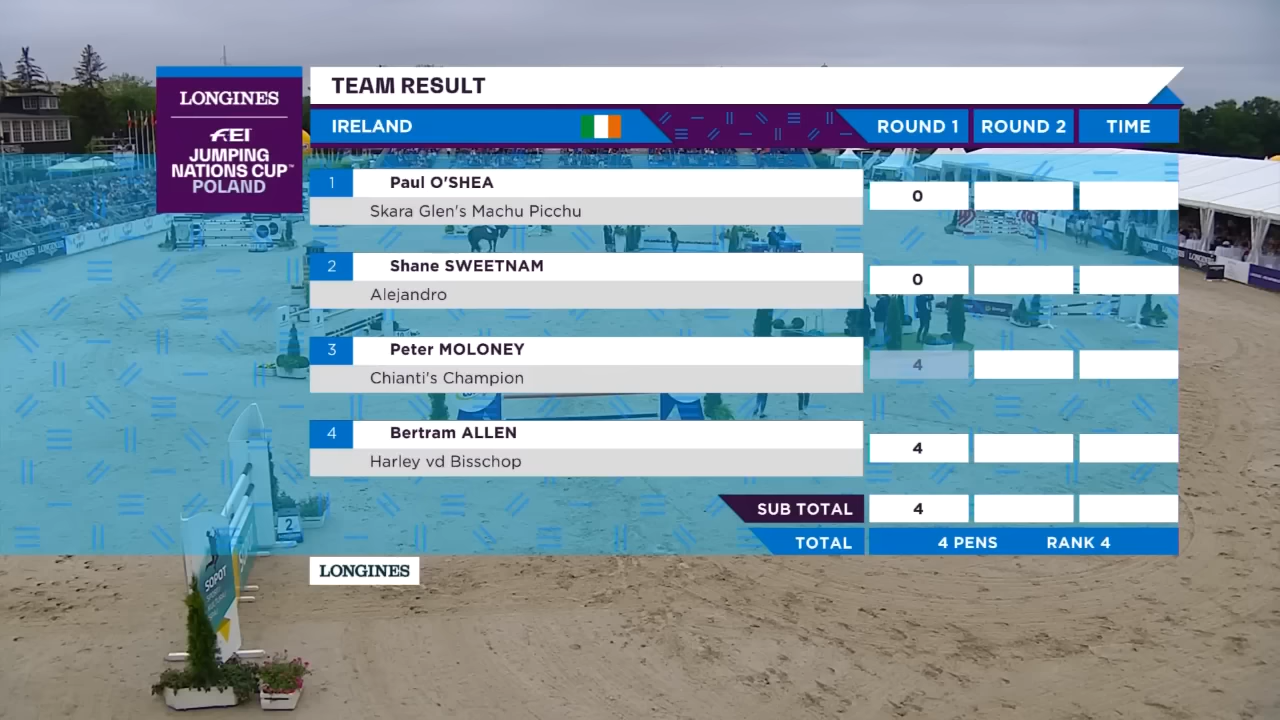 LONGINES
FEI
JUMPING
NATIONS CUP™
POLAND
TEAM RESULT
IRELAND ROUND 1 ROUND 2 TIME
1 Paul O'SHEA
Skara Glen's Machu Picchu
0
2 Shane SWEETNAM
Alejandro
0
3 Peter MOLONEY
Chianti's Champion
4
4 Bertram ALLEN
Harley vd Bisschop
4
SUB TOTAL 4
TOTAL 4 PENS RANK 4
LONGINES
2
SOPOT
LONGINES